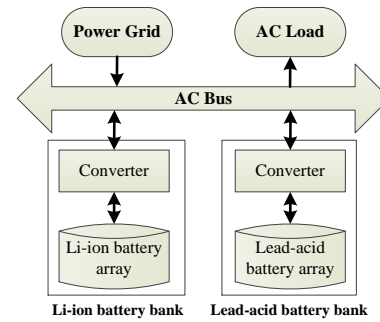 Power Grid
AC Load
AC Bus
Converter
Converter
Li-ion battery
array
Lead-acid
battery array
Li-ion battery bank
Lead-acid battery bank